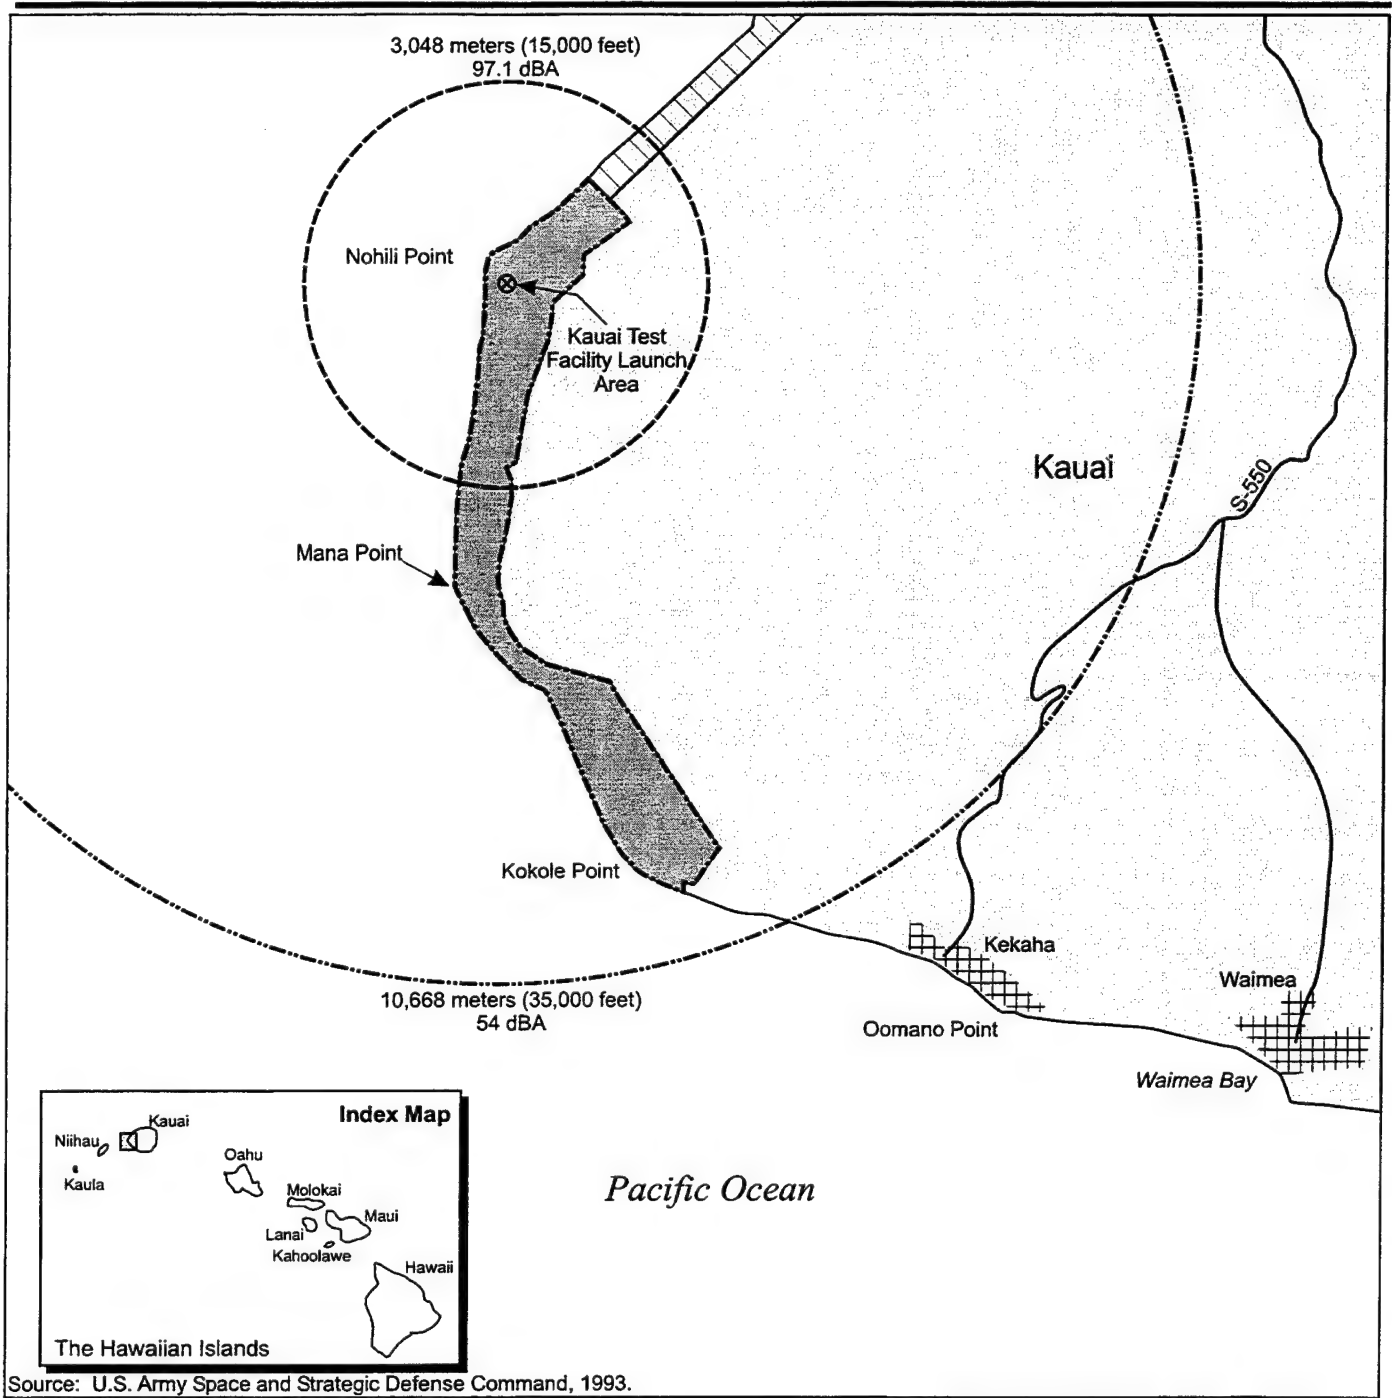 3,048 meters (15,000 feet)
97.1 dBA
Nohili Point
Kauai Test
Facility Launch
Area
Kauai
S-550
Mana Point
Kokole Point
Kekaha
Waimea
10,668 meters (35,000 feet)
54 dBA
Oomano Point
Waimea Bay
Index Map
Kauai
Niihau
Oahu
Kaula
Molokai
Maui
Lanai
Kahoolawe
Hawaii
The Hawaiian Islands
Pacific Ocean
Source: U.S. Army Space and Strategic Defense Command, 1993.